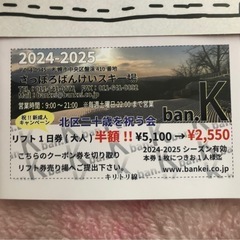 2024-2025
さっぽろばんけいスキー場
営業時間:9:00~21:00
ban.K
祝!!新成人
キャンペーン
北区二十歳を祝う会
リフト1日券(大人)半額!! ¥5,100→¥2,550
こちらのクーポン券を切り取り
リフト券売り場へご提出下さい
2024-2025 シーズン有効
本券1枚につきお1人様迄
www.bankei.co.jp
キリトリ線